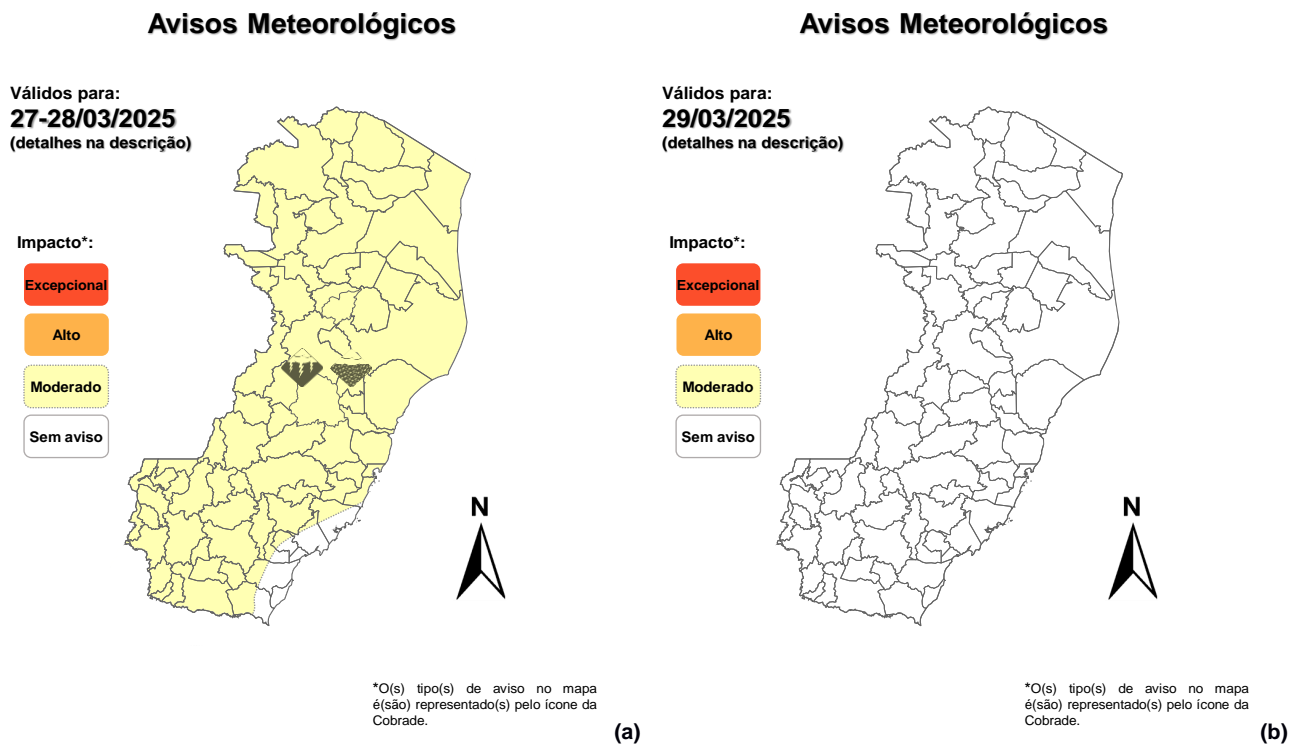 Avisos Meteorológicos
Válidos para:
27-28/03/2025
(detalhes na descrição)
Impacto*:
Excepcional
Alto
Moderado
Sem aviso
N
*O(s) tipo(s) de aviso no mapa
é(são) representado(s) pelo ícone da
Cobrade.
(a)
Avisos Meteorológicos
Válidos para:
29/03/2025
(detalhes na descrição)
Impacto*:
Excepcional
Alto
Moderado
Sem aviso
N
*O(s) tipo(s) de aviso no mapa
é(são) representado(s) pelo ícone da
Cobrade.
(b)